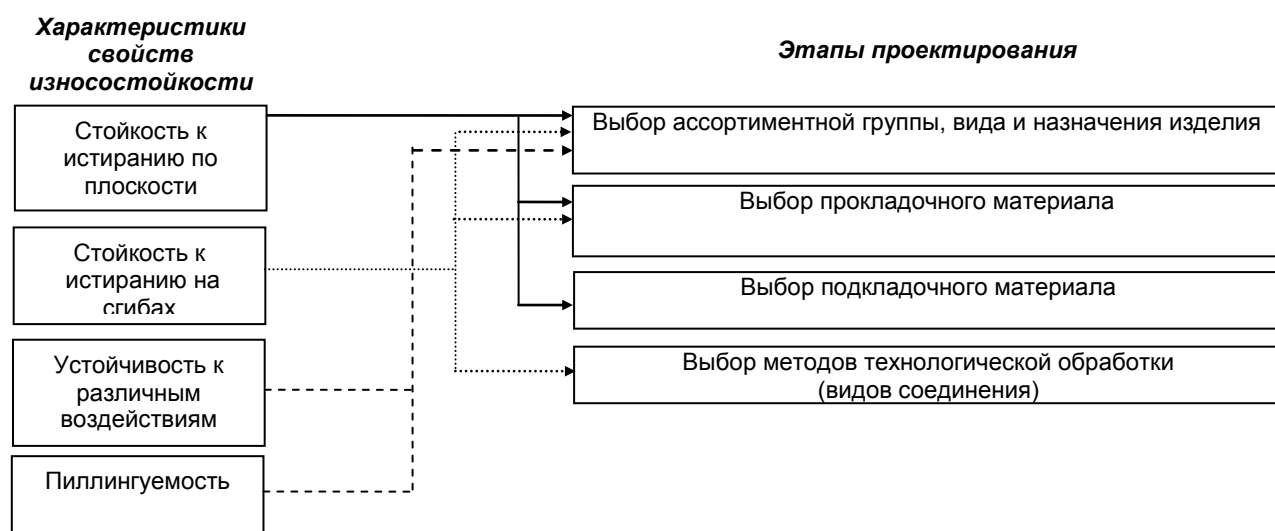 Характеристики
свойств
износостойкости
Этапы проектирования
Стойкость к
истиранию по
плоскости
Стойкость к
истиранию на
сгибах
Устойчивость к
различным
воздействиям
Пиллингуемость
Выбор ассортиментной группы, вида и назначения изделия
Выбор прокладочного материала
Выбор подкладочного материала
Выбор методов технологической обработки
(видов соединения)